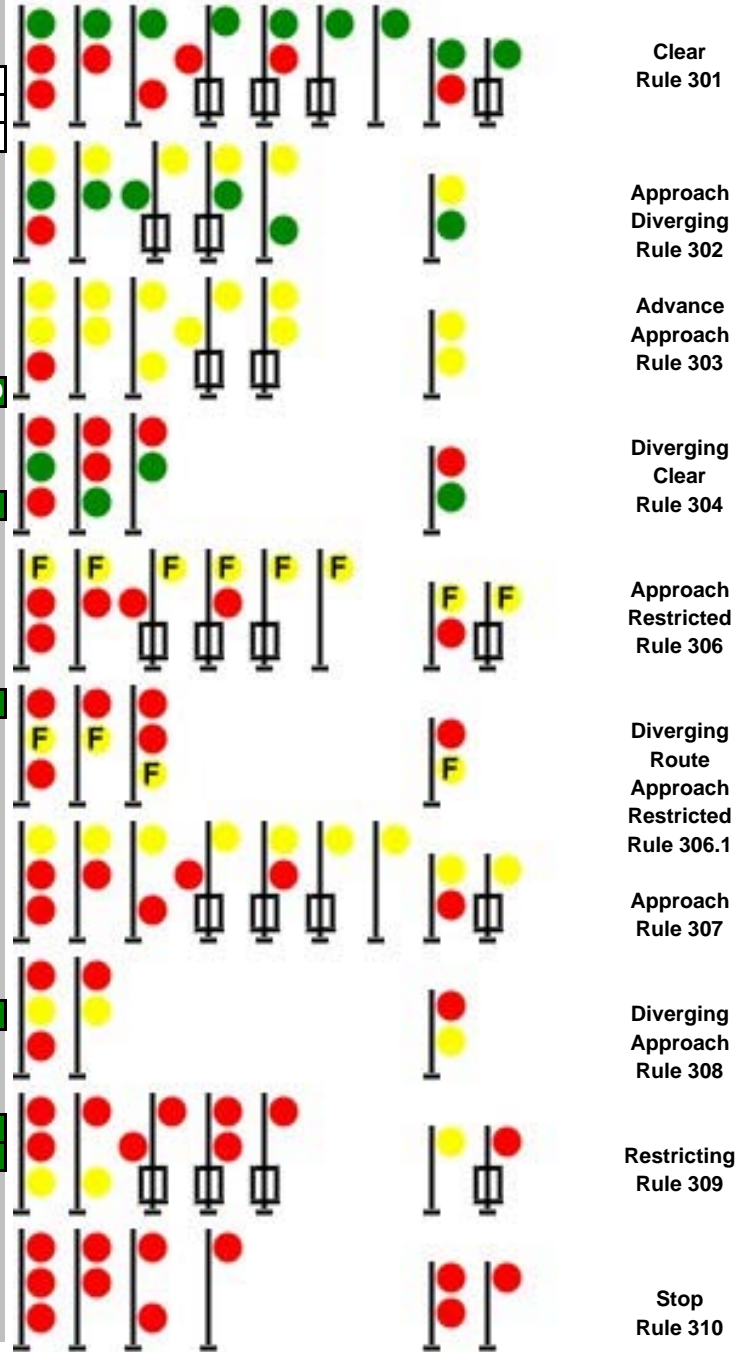 Clear
Rule 301
Approach
Diverging
Rule 302
Advance
Approach
Rule 303
Diverging
Clear
Rule 304
F F F F F F F F
Approach
Restricted
Rule 306
F F F F
Diverging
Route
Approach
Restricted
Rule 306.1
Approach
Rule 307
Diverging
Approach
Rule 308
Restricting
Rule 309
Stop
Rule 310